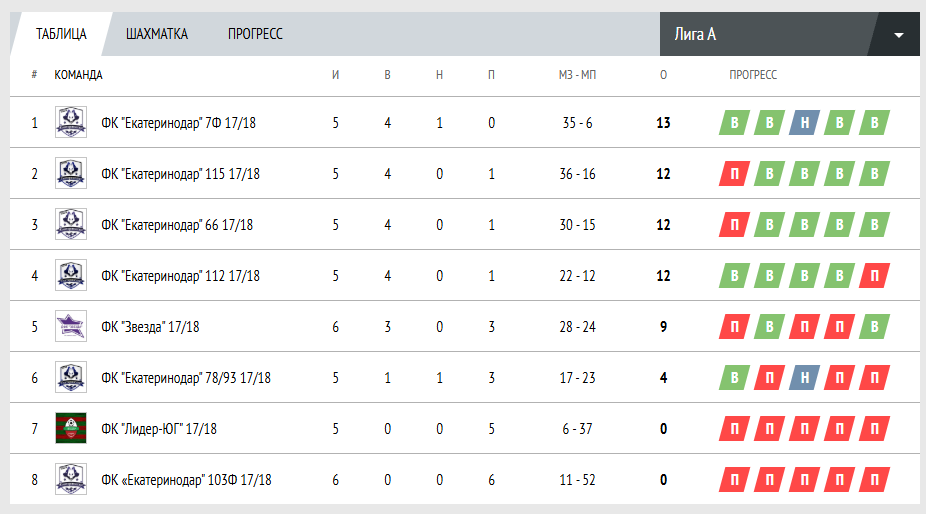 ТАБЛИЦА ШАХМАТКА ПРОГРЕСС Лига А
# КОМАНДА И В Н П МЗ - МП О ПРОГРЕСС
1 ФК "Екатеринодар" 7Ф 17/18 5 4 1 0 35 - 6 13 В В Н В В
2 ФК "Екатеринодар" 115 17/18 5 4 0 1 36 - 16 12 П В В В В
3 ФК "Екатеринодар" 66 17/18 5 4 0 1 30 - 15 12 П В В В В
4 ФК "Екатеринодар" 112 17/18 5 4 0 1 22 - 12 12 В В В В П
5 ФК "Звезда" 17/18 6 3 0 3 28 - 24 9 П В П П В
6 ФК "Екатеринодар" 78/93 17/18 5 1 1 3 17 - 23 4 В П Н П П
7 ФК "Лидер-ЮГ" 17/18 5 0 0 5 6 - 37 0 П П П П П
8 ФК «Екатеринодар" 103Ф 17/18 6 0 0 6 11 - 52 0 П П П П П